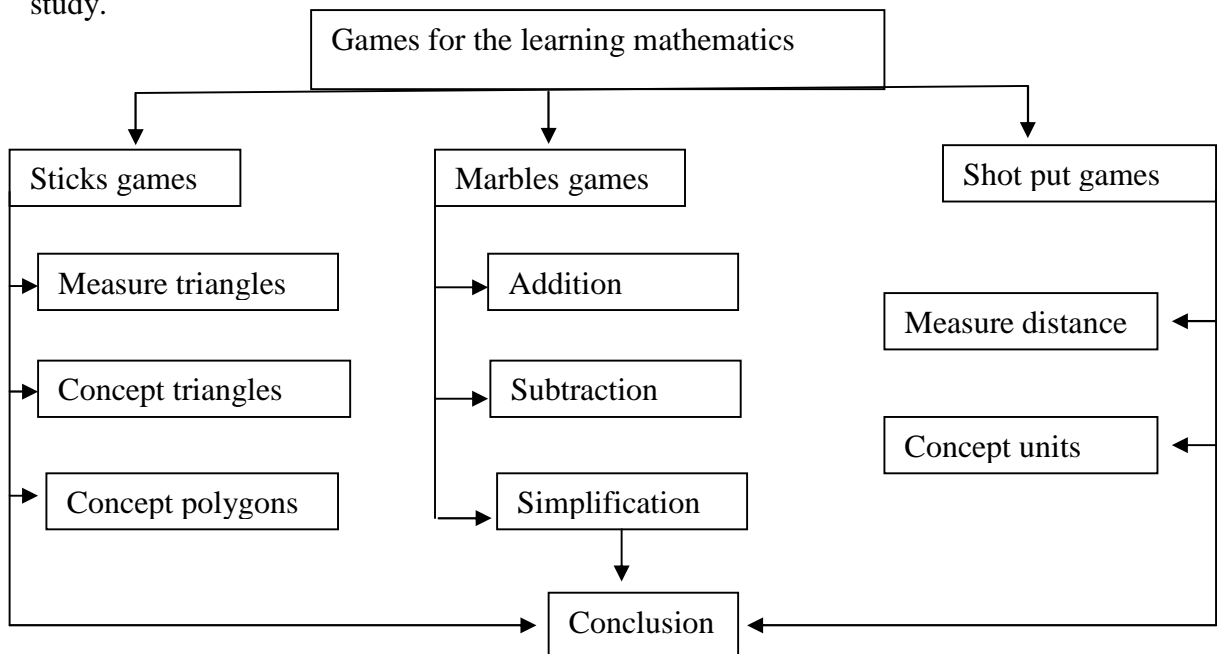 study.
Games for the learning mathematics
Sticks games
Marbles games
Shot put games
Measure triangles
Addition
Measure distance
Concept triangles
Subtraction
Concept units
Concept polygons
Simplification
Conclusion